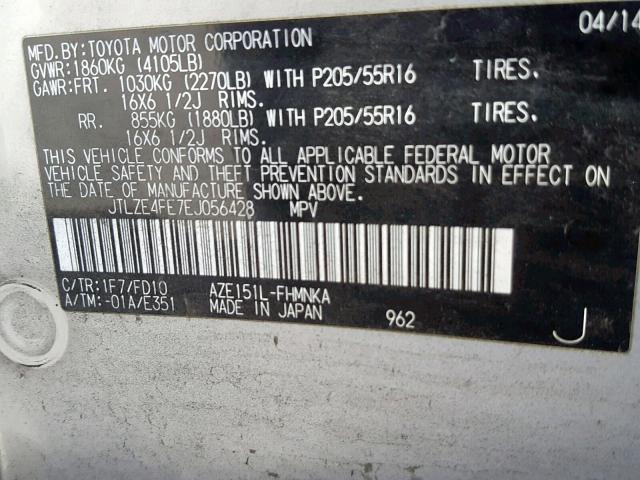 MFD.BY:TOYOTA MOTOR CORPORATION 04/14
GVWR:1860KG (4105LB)
GAWR:FRT. 1030KG (2270LB) WITH P205/55R16 TIRES.
16X6 1/2J RIMS.
RR. 855KG (1880LB) WITH P205/55R16 TIRES.
16X6 1/2J RIMS.
THIS VEHICLE CONFORMS TO ALL APPLICABLE FEDERAL MOTOR
VEHICLE SAFETY AND THEFT PREVENTION STANDARDS IN EFFECT ON
THE DATE OF MANUFACTURE SHOWN ABOVE.
JTLZE4FE7EJ056428 MPV
C/TR:1F7/FD10 AZE151L-FHMNKA
A/TM:-01A/E351 MADE IN JAPAN 962 J